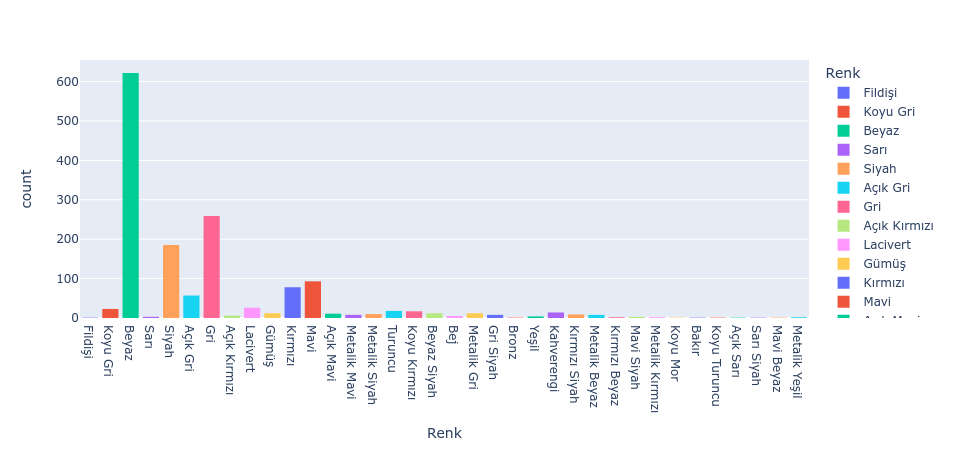 count
600
500
400
300
200
100
0
Fildişi
Koyu Gri
Beyaz
Sarı
Siyah
Açık Gri
Gri
Açık Kırmızı
Lacivert
Gümüş
Kırmızı
Mavi
Açık Mavi
Metalik Mavi
Metalik Siyah
Turuncu
Koyu Kırmızı
Beyaz Siyah
Bej
Metalik Gri
Gri Siyah
Bronz
Yeşil
Kahverengi
Kırmızı Siyah
Metalik Beyaz
Kırmızı Beyaz
Mavi Siyah
Metalik Kırmızı
Koyu Mor
Bakır
Koyu Turuncu
Açık Sarı
Sarı Siyah
Mavi Beyaz
Metalik Yeşil
Renk
Renk
Fildişi
Koyu Gri
Beyaz
Sarı
Siyah
Açık Gri
Gri
Açık Kırmızı
Lacivert
Gümüş
Kırmızı
Mavi